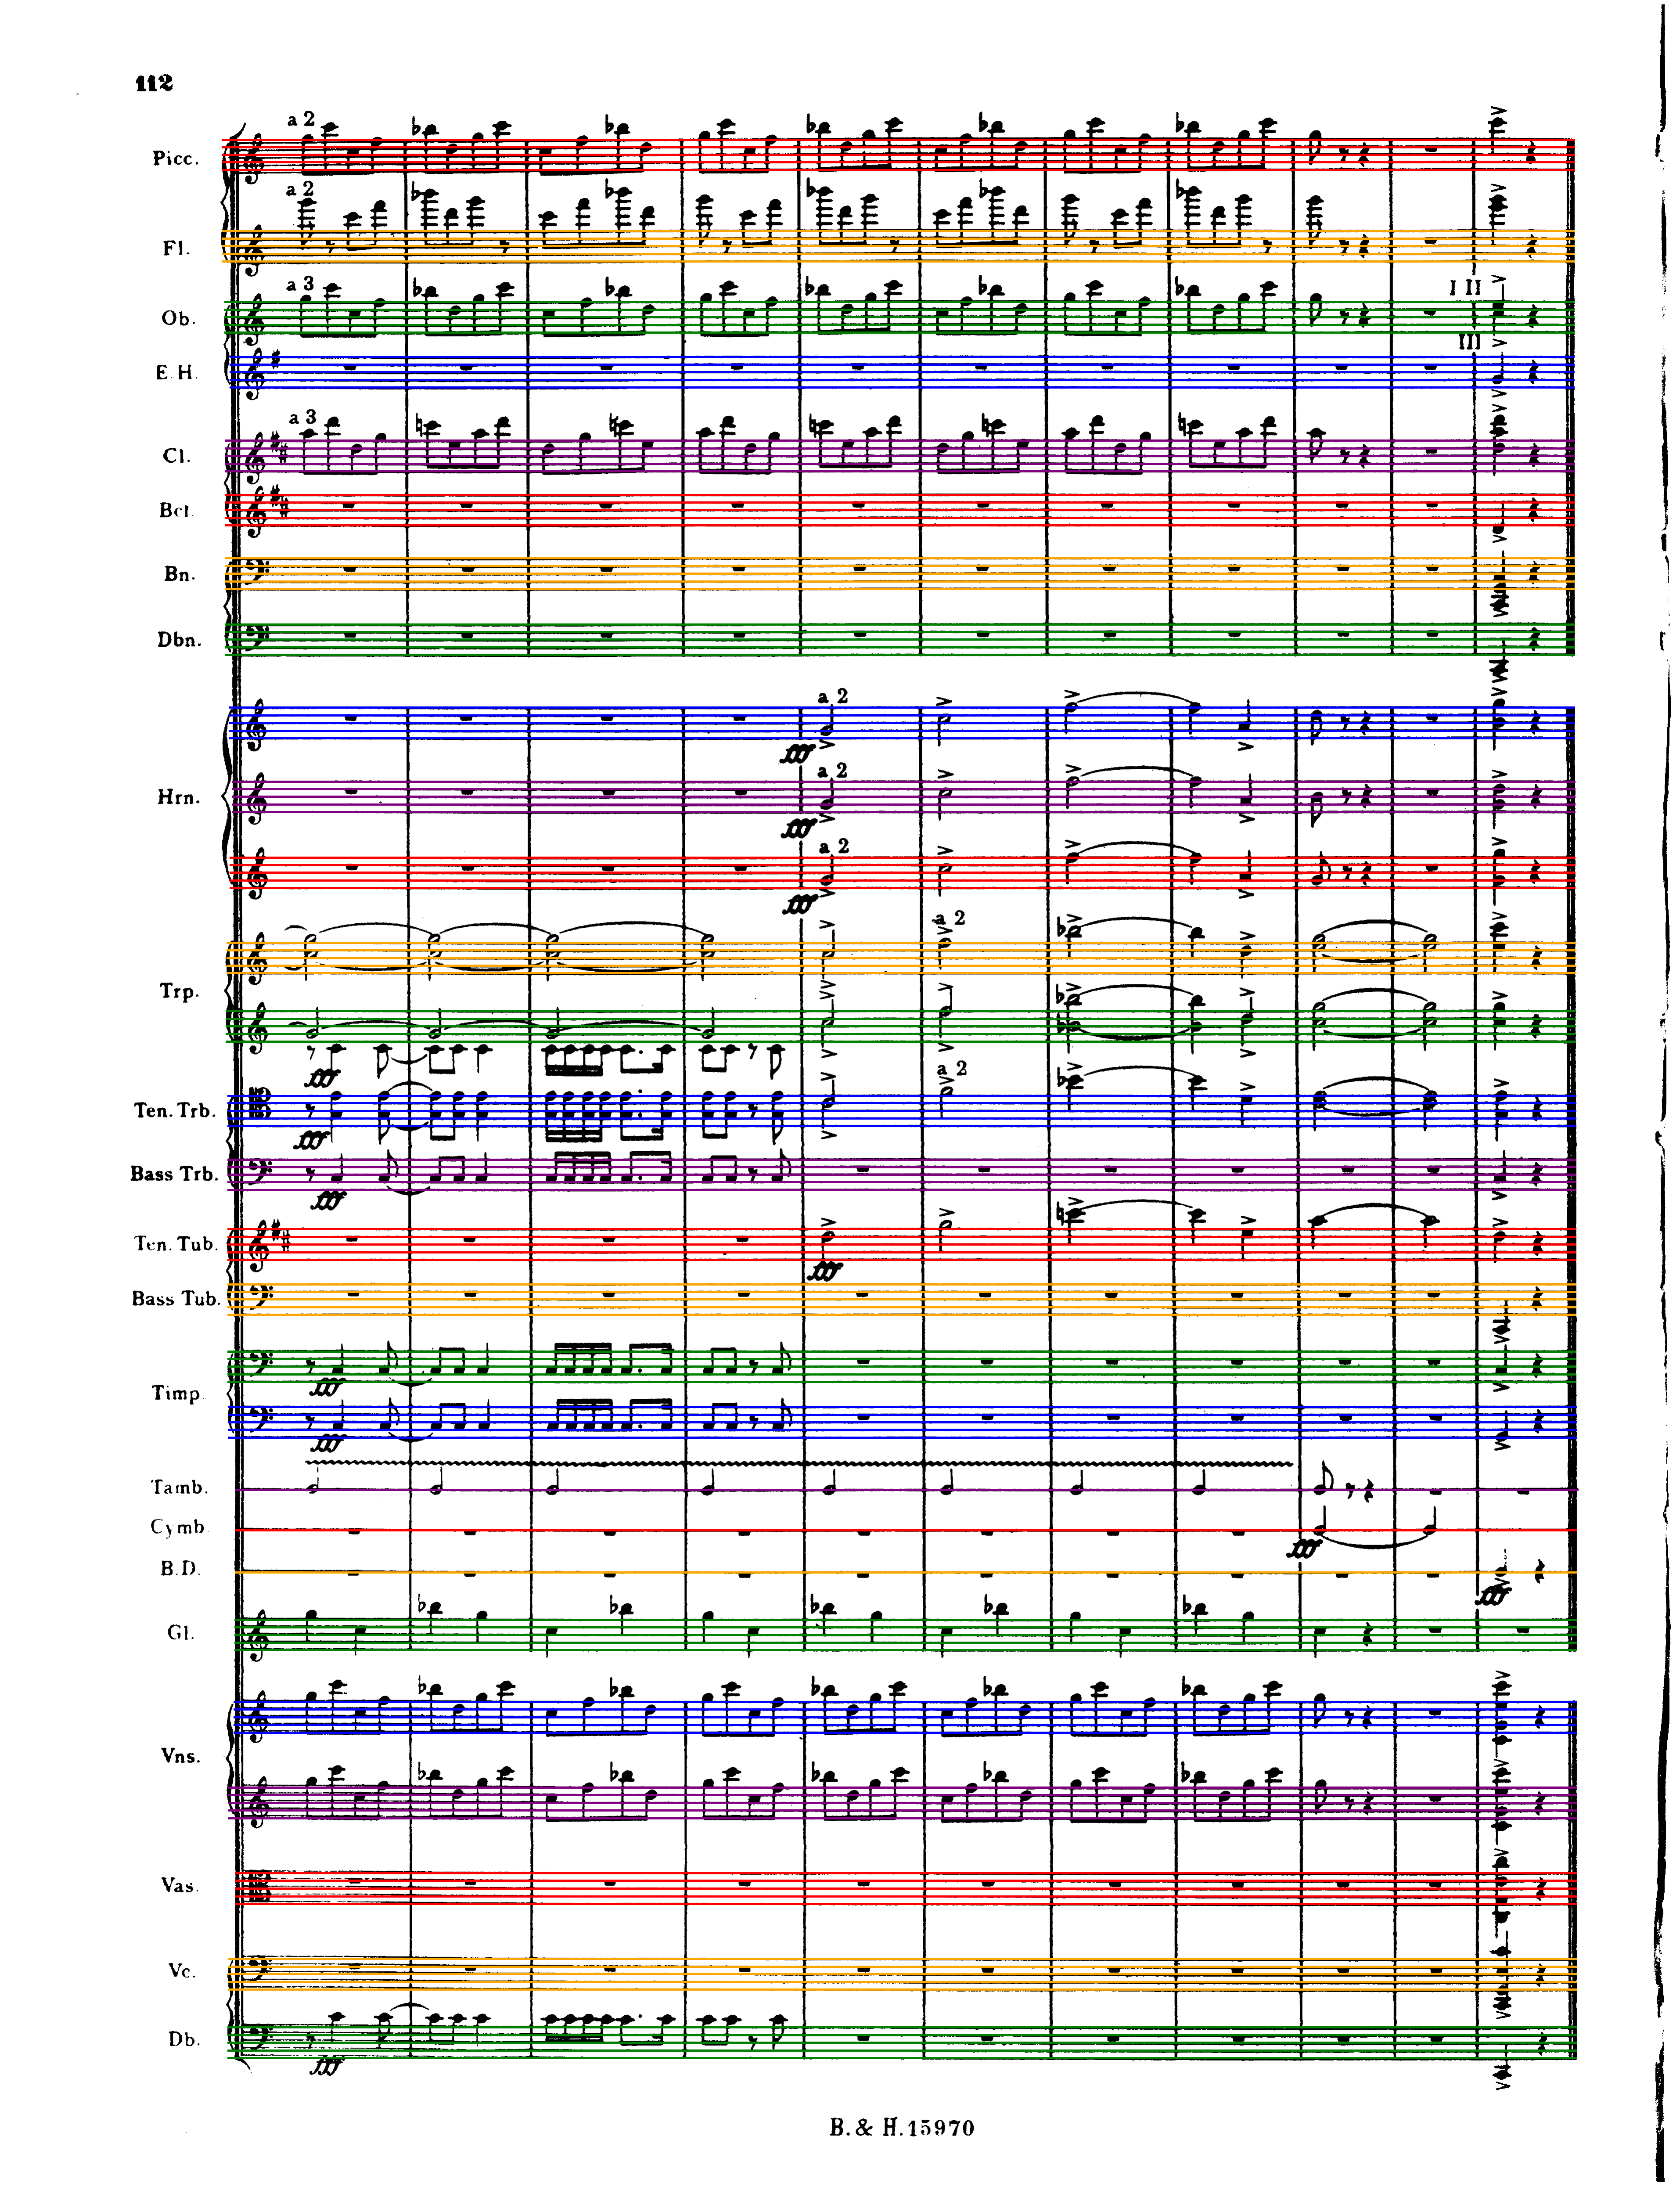 112
a 2
Picc.
a 2
Fl.
a 3
I II
Ob.
III
E.H.
a 3
Cl.
Bcl.
Bn.
Dbn.
a 2
fff
a 2
Hrn.
fff
a 2
fff
a 2
Trp.
fff
a 2
Ten. Trb.
fff
Bass Trb.
fff
Ten. Tub.
fff
Bass Tub.
fff
Timp.
fff
Tamb.
Cymb.
fff
B.D.
fff
Gl.
Vns.
Vas.
Vc.
Db.
fff
B. & H. 15970